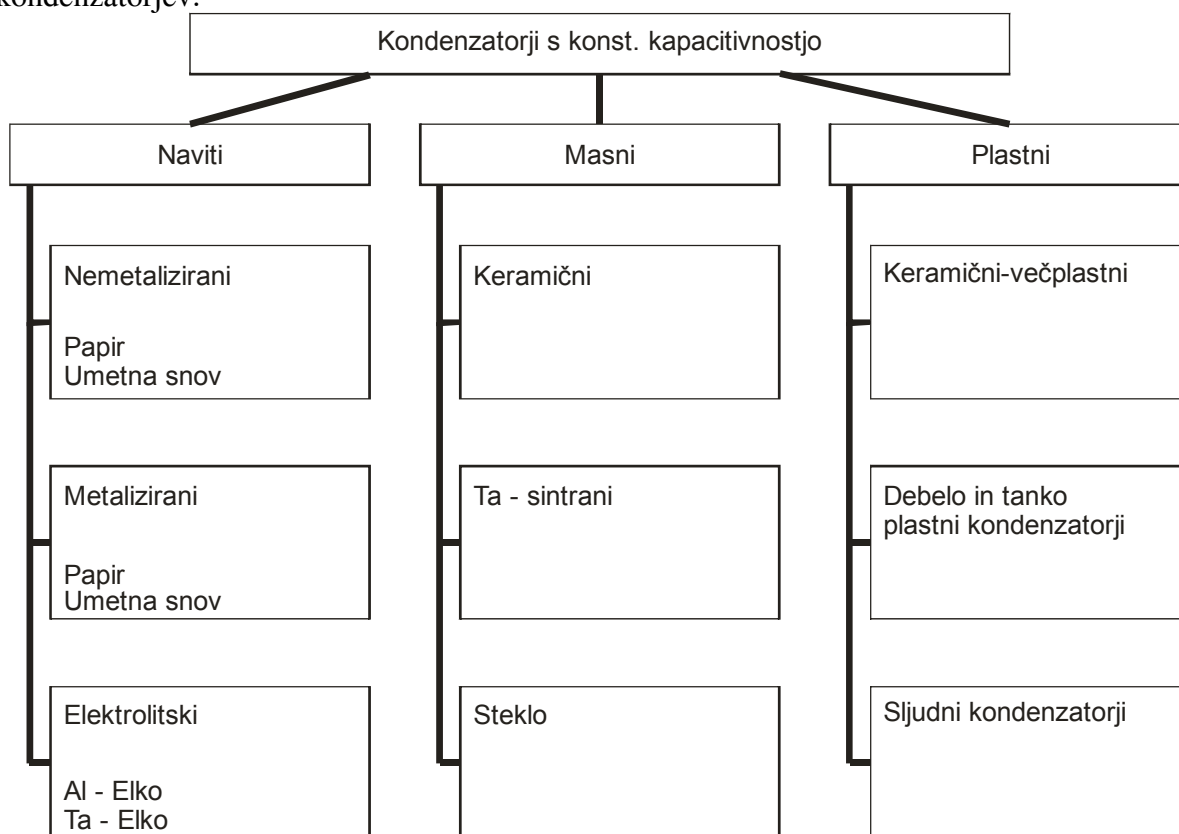 kondenzatorjev.
Kondenzatorji s konst. kapacitivnostjo
Naviti
Masni
Plastni
Nemetalizirani
Papir
Umetna snov
Keramični
Keramični-večplastni
Metalizirani
Papir
Umetna snov
Ta - sintrani
Debelo in tanko
plastni kondenzatorji
Elektrolitski
Al - Elko
Ta - Elko
Steklo
Sljudni kondenzatorji